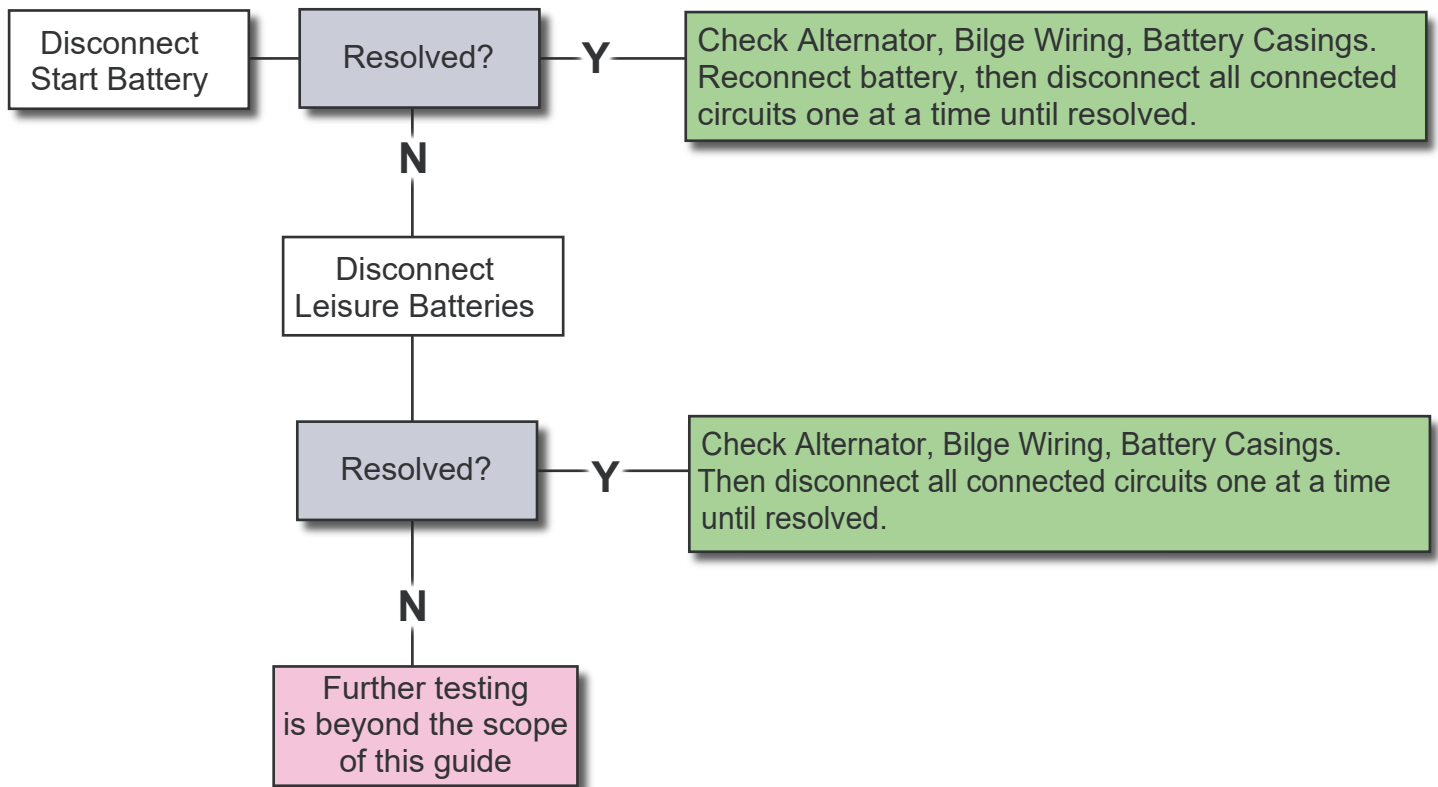 Disconnect
Start Battery
Resolved?
Y
Check Alternator, Bilge Wiring, Battery Casings.
Reconnect battery, then disconnect all connected
circuits one at a time until resolved.
N
Disconnect
Leisure Batteries
Resolved?
Y
Check Alternator, Bilge Wiring, Battery Casings.
Then disconnect all connected circuits one at a time
until resolved.
N
Further testing
is beyond the scope
of this guide